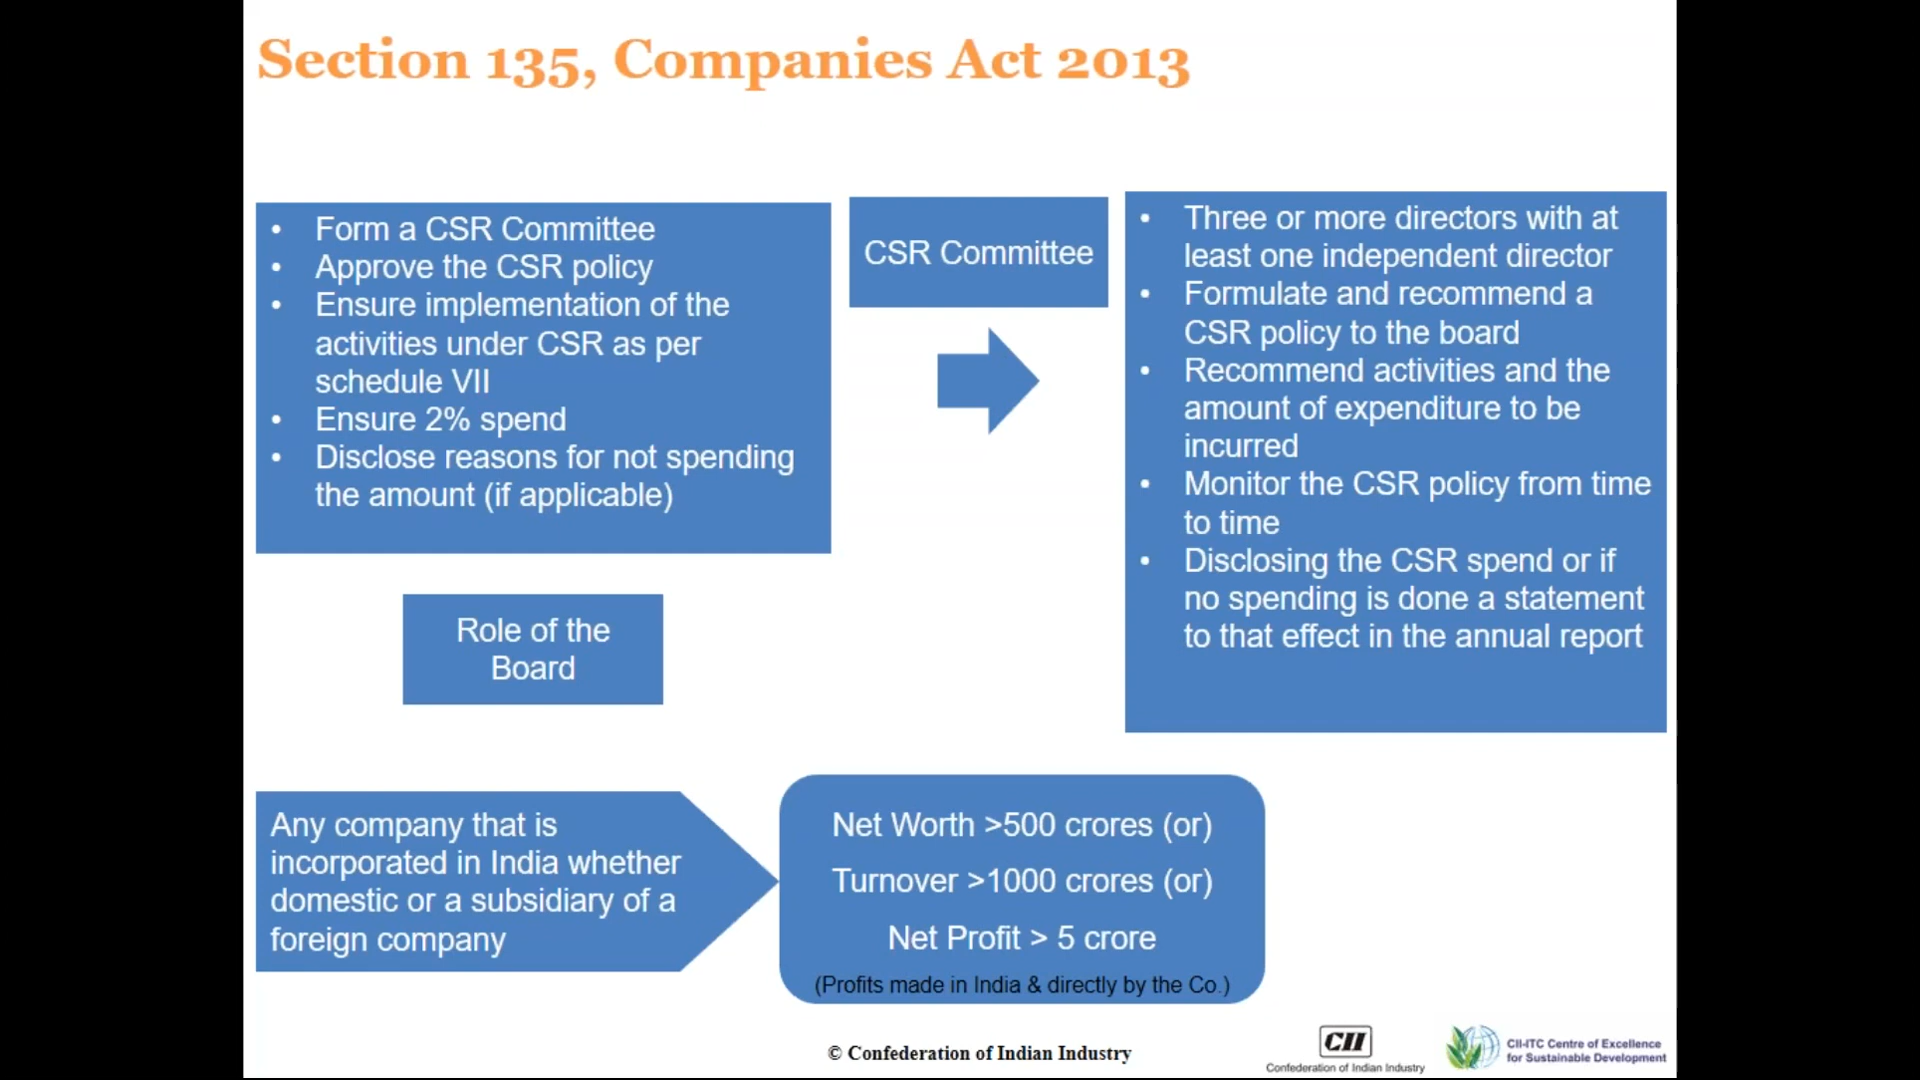 Section 135, Companies Act 2013
• Form a CSR Committee
• Approve the CSR policy
• Ensure implementation of the
activities under CSR as per
schedule VII
• Ensure 2% spend
• Disclose reasons for not spending
the amount (if applicable)
Role of the
Board
CSR Committee
• Three or more directors with at
least one independent director
• Formulate and recommend a
CSR policy to the board
• Recommend activities and the
amount of expenditure to be
incurred
• Monitor the CSR policy from time
to time
• Disclosing the CSR spend or if
no spending is done a statement
to that effect in the annual report
Any company that is
incorporated in India whether
domestic or a subsidiary of a
foreign company
Net Worth >500 crores (or)
Turnover >1000 crores (or)
Net Profit > 5 crore
(Profits made in India & directly by the Co.)
© Confederation of Indian Industry
CII
Confederation of Indian Industry
CII-ITC Centre of Excellence
for Sustainable Development